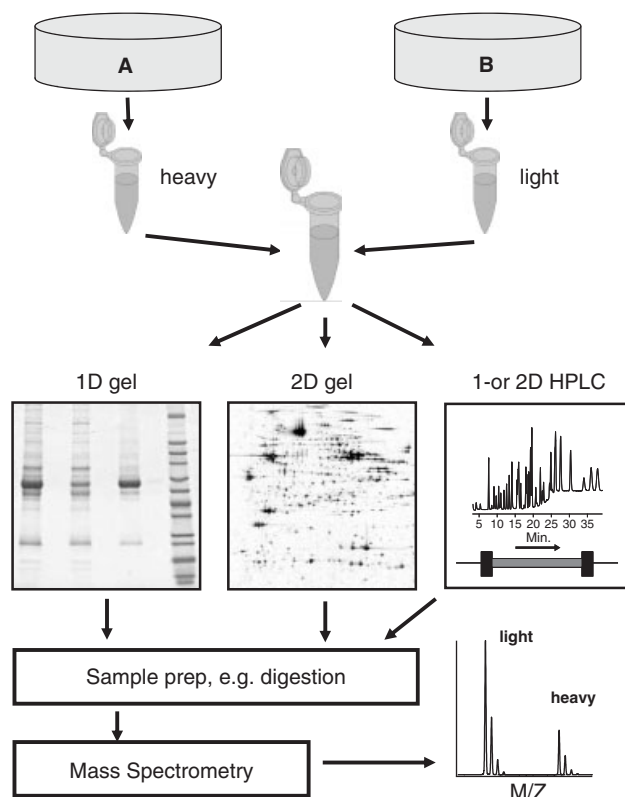 A
B
heavy
light
1D gel
2D gel
1-or 2D HPLC
5 10 15 20 25 30 35
Min.
Sample prep, e.g. digestion
light
heavy
Mass Spectrometry
M/Z